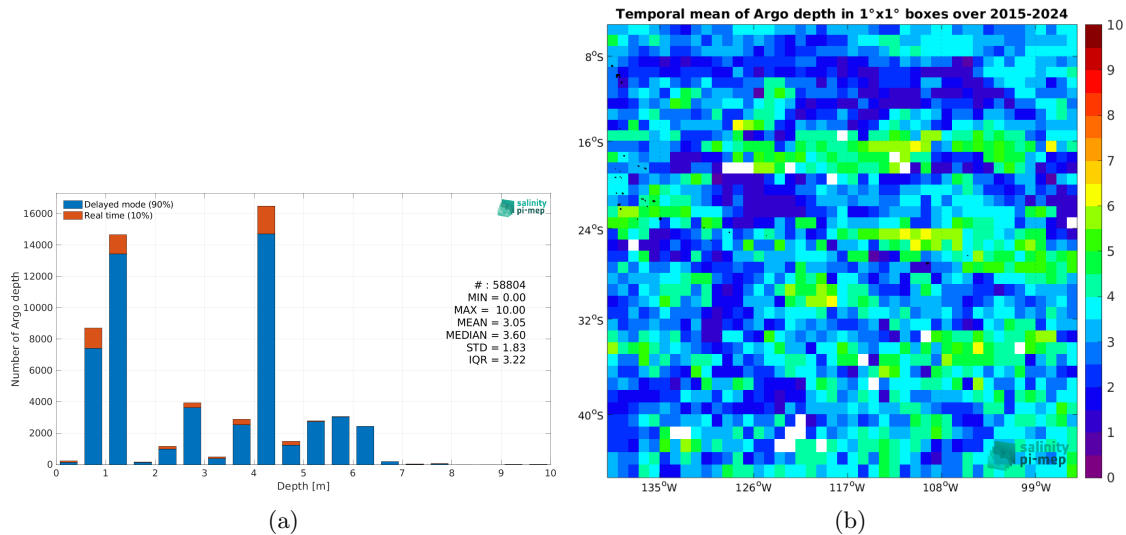 Delayed mode (90%)
Real time (10%)
salinity
pi-mep
Number of Argo depth
16000
14000
12000
10000
8000
6000
4000
2000
0
# : 58804
MIN = 0.00
MAX = 10.00
MEAN = 3.05
MEDIAN = 3.60
STD = 1.83
IQR = 3.22
0 1 2 3 4 5 6 7 8 9 10
Depth [m]
(a)
Temporal mean of Argo depth in 1°x1° boxes over 2015-2024
8°S
16°S
24°S
32°S
40°S
135°W 126°W 117°W 108°W 99°W
salinity
pi-mep
10
9
8
7
6
5
4
3
2
1
0
(b)